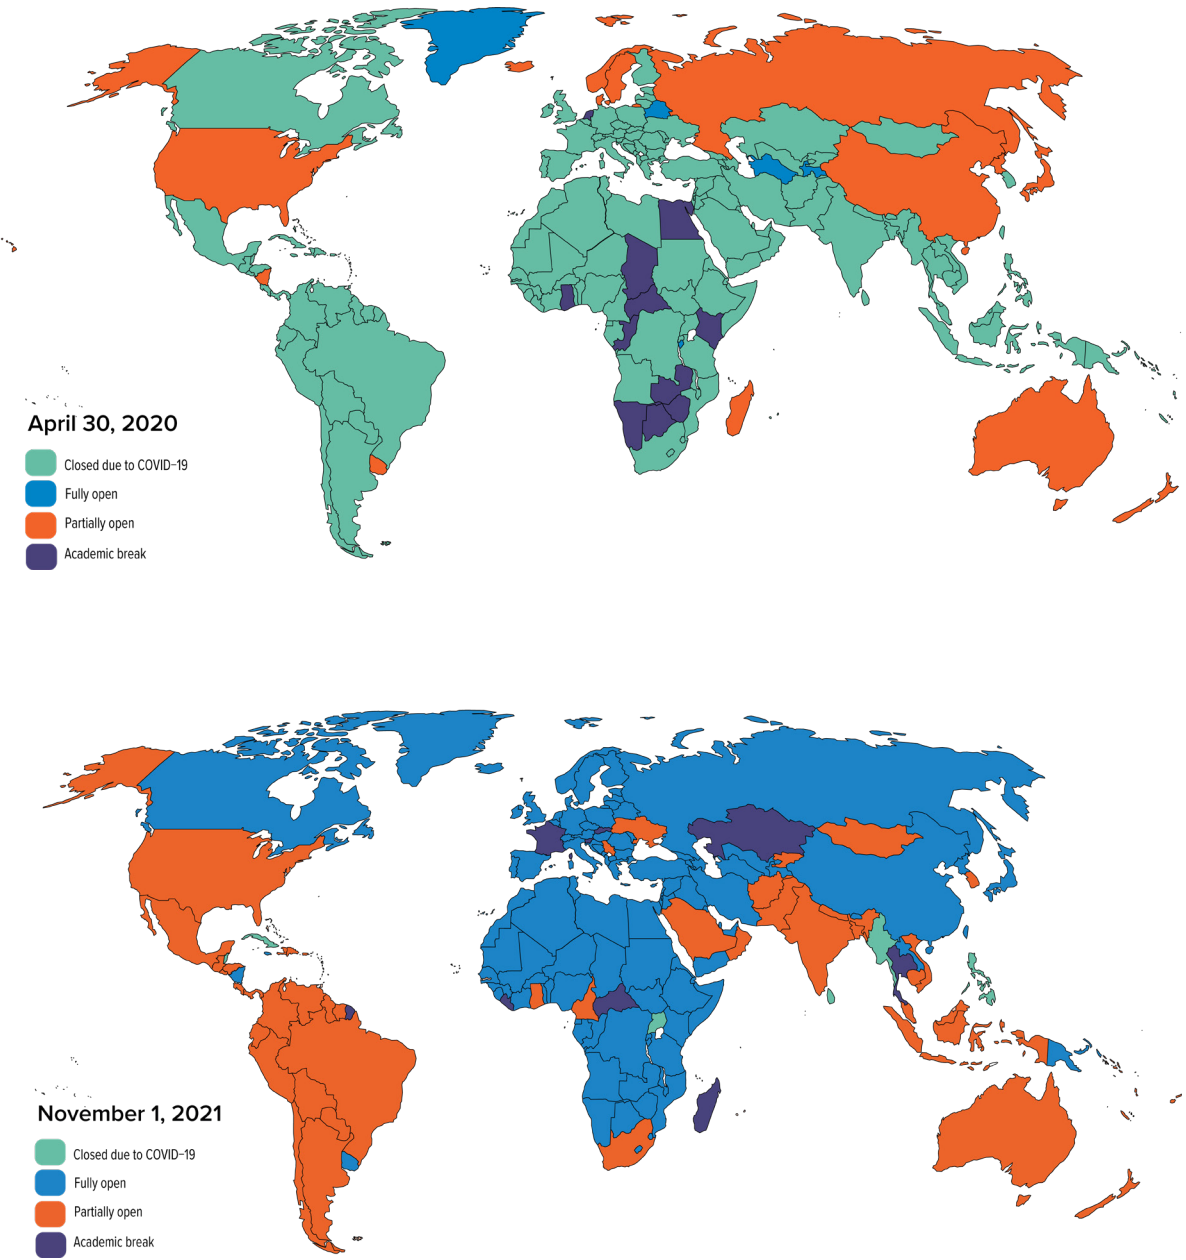 April 30, 2020
Closed due to COVID-19
Fully open
Partially open
Academic break
November 1, 2021
Closed due to COVID-19
Fully open
Partially open
Academic break